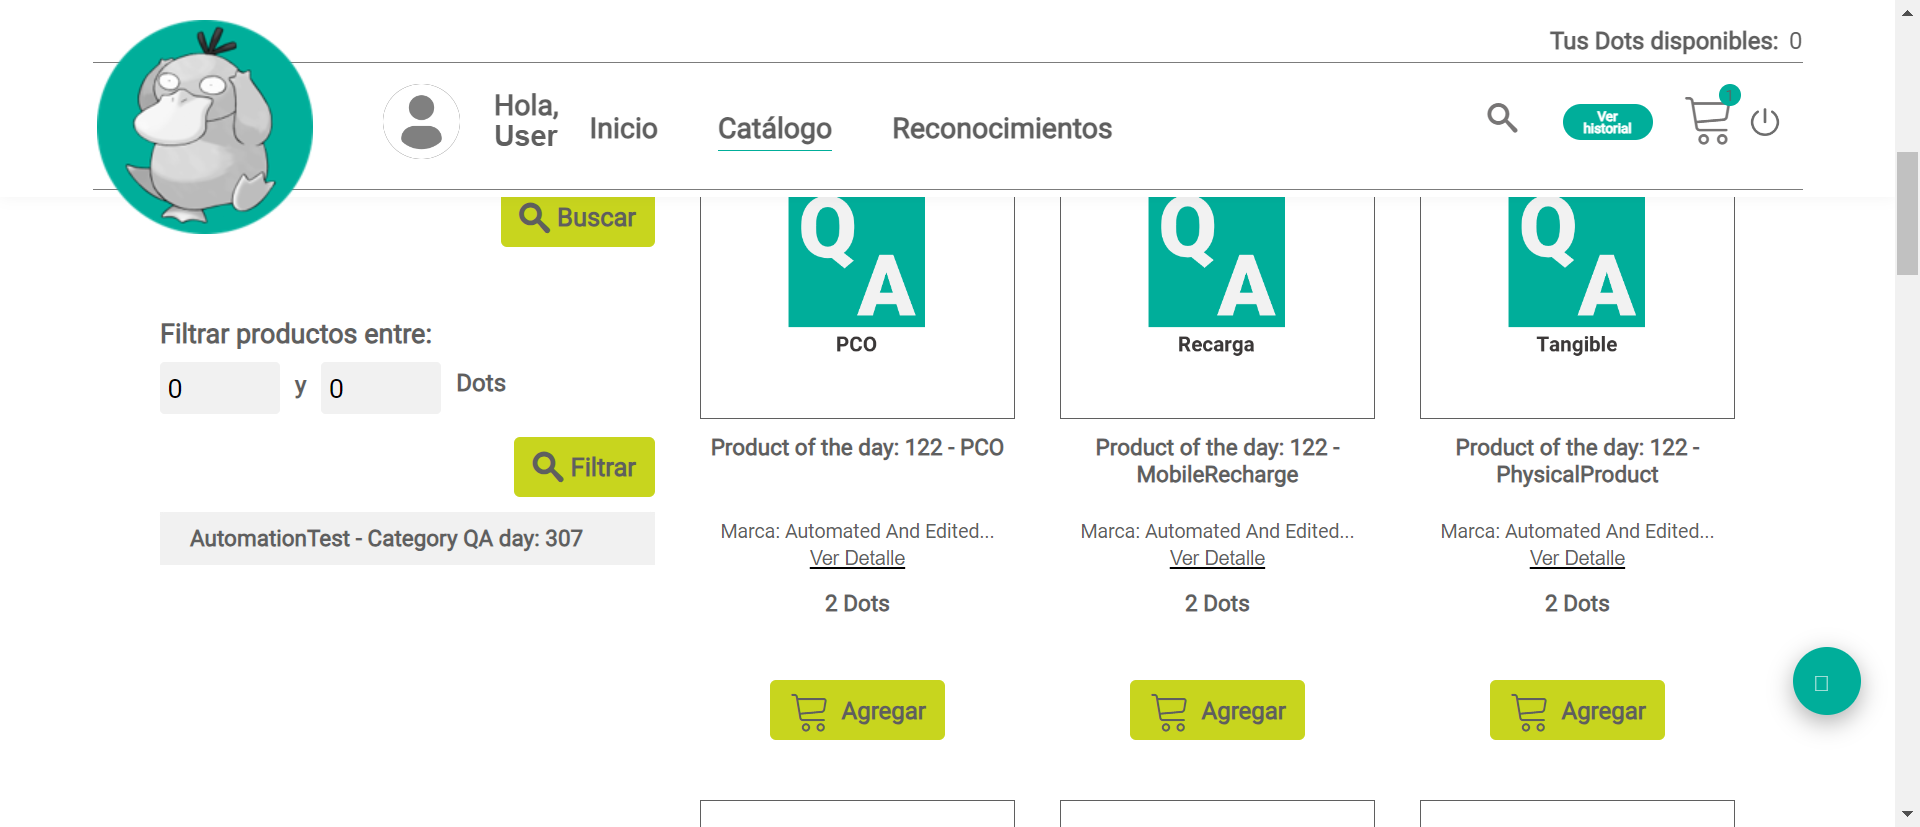 Tus Dots disponibles: 0
Hola,
User
Inicio
Catálogo
Reconocimientos
Ver
historial
1
Buscar
Filtrar productos entre:
0 y 0 Dots
Filtrar
AutomationTest - Category QA day: 307
Q
A
PCO
Product of the day: 122 - PCO
Marca: Automated And Edited...
Ver Detalle
2 Dots
Agregar
Q
A
Recarga
Product of the day: 122 -
MobileRecharge
Marca: Automated And Edited...
Ver Detalle
2 Dots
Agregar
Q
A
Tangible
Product of the day: 122 -
PhysicalProduct
Marca: Automated And Edited...
Ver Detalle
2 Dots
Agregar